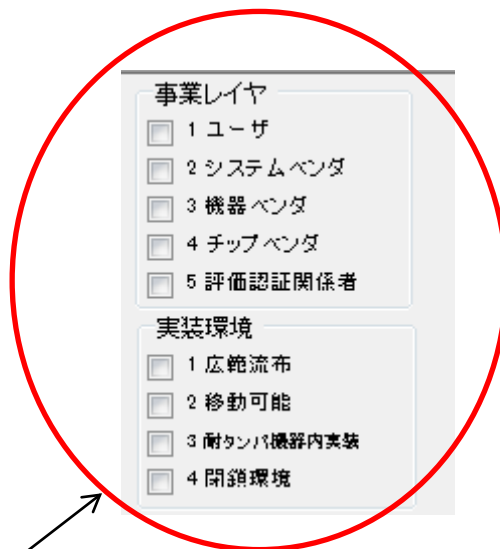 事業レイヤ
1 ユーザ
2 システムベンダ
3 機器ベンダ
4 チップベンダ
5 評価認証関係者
実装環境
1 広範流布
2 移動可能
3 耐タンパ機器内実装
4 閉鎖環境